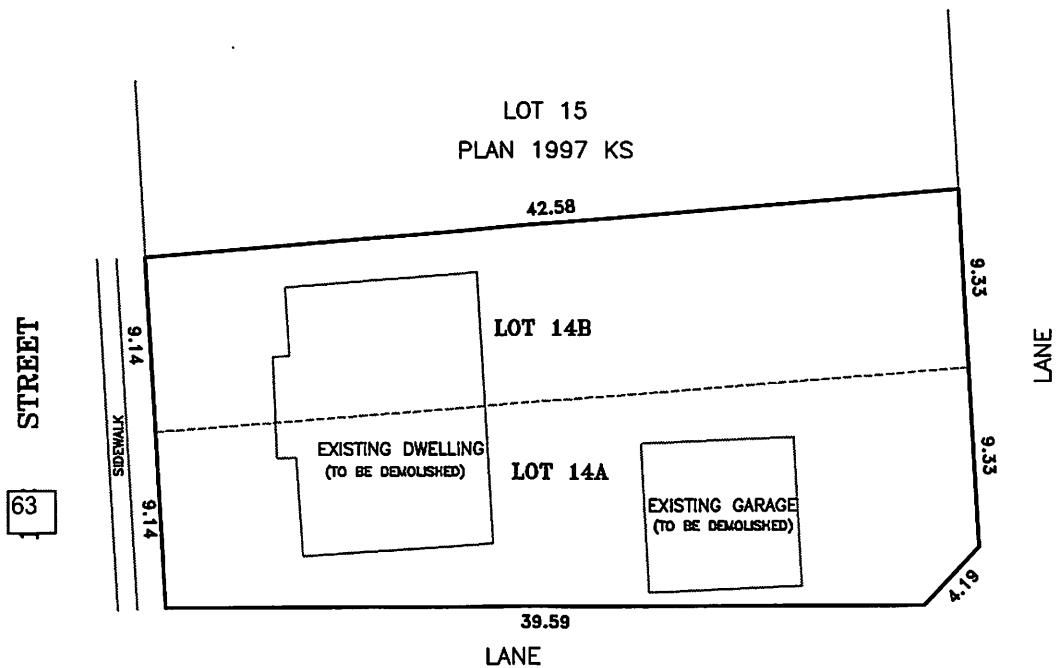 LOT 15
PLAN 1997 KS
42.58
9.33
LOT 14B
9.14
STREET
LANE
SIDEWALK
EXISTING DWELLING
(TO BE DEMOLISHED)
LOT 14A
9.33
EXISTING GARAGE
(TO BE DEMOLISHED)
63
9.14
4.19
39.59
LANE